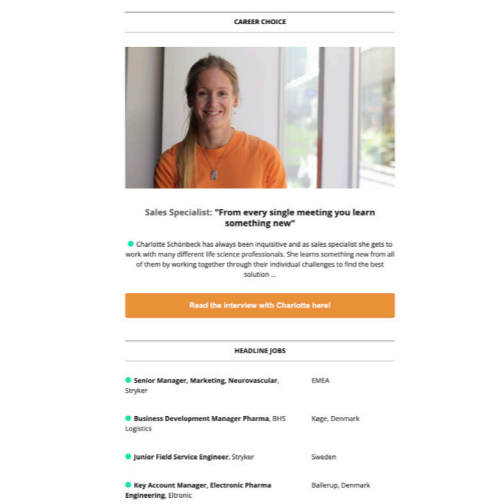 CAREER CHOICE
Sales Specialist: "From every single meeting you learn
something new"
Charlotte Schönbeck has always been inquisitive and as sales specialist she gets to
work with many different life science professionals. She learns something new from all
of them by working together through their individual challenges to find the best
solution ...
Read the interview with Charlotte here!
HEADLINE JOBS
Senior Manager, Marketing, Neurovascular, EMEA
Stryker
Business Development Manager Pharma, BHS Køge, Denmark
Logistics
Junior Field Service Engineer, Stryker Sweden
Key Account Manager, Electronic Pharma Ballerup, Denmark
Engineering, Eltronic